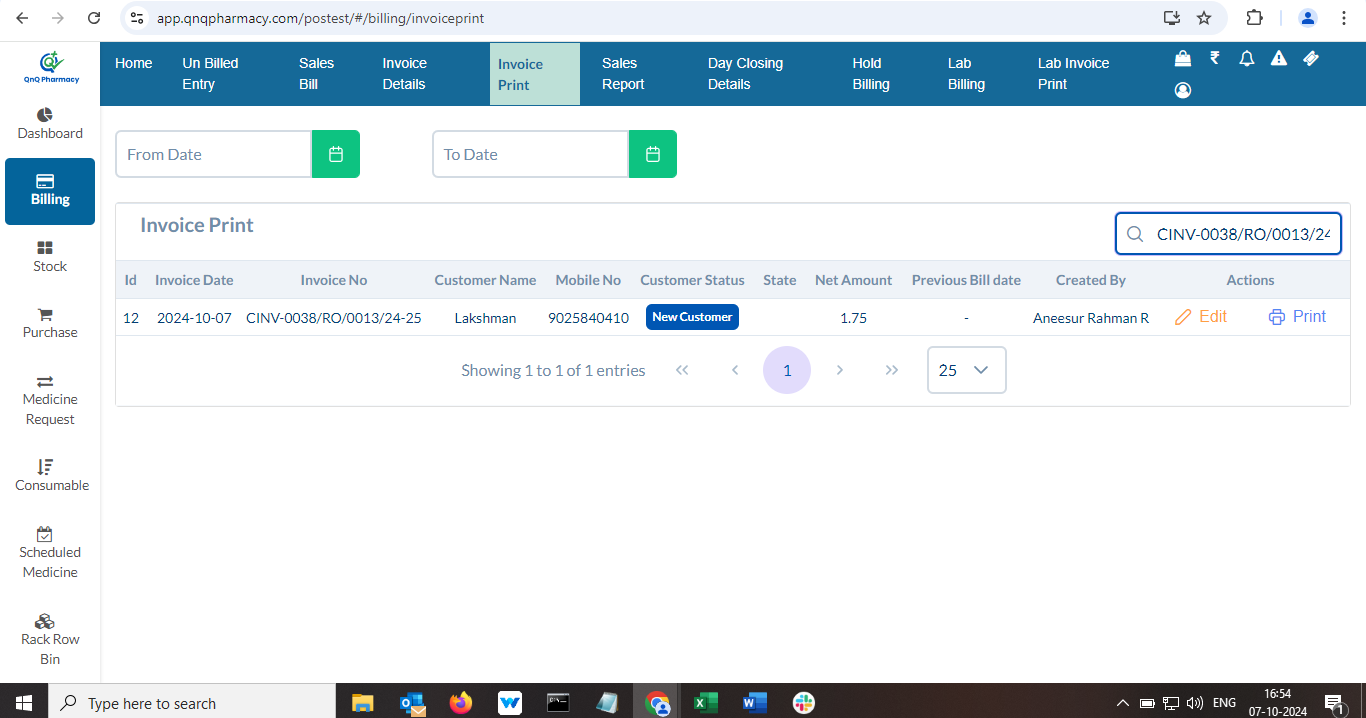 app.qnqpharmacy.com/postest/#/billing/invoiceprint
QnQ Pharmacy
Home
Un Billed
Entry
Sales
Bill
Invoice
Details
Invoice
Print
Sales
Report
Day Closing
Details
Hold
Billing
Lab
Billing
Lab Invoice
Print
Dashboard
Billing
Stock
Purchase
Medicine
Request
Consumable
Scheduled
Medicine
Rack Row
Bin
From Date
To Date
Invoice Print
CINV-0038/RO/0013/24
Id Invoice Date Invoice No Customer Name Mobile No Customer Status State Net Amount Previous Bill date Created By Actions
12 2024-10-07 CINV-0038/RO/0013/24-25 Lakshman 9025840410 New Customer 1.75 - Aneesur Rahman R Edit Print
Showing 1 to 1 of 1 entries « ‹ 1 › » 25
Type here to search
ENG
16:54
07-10-2024
1